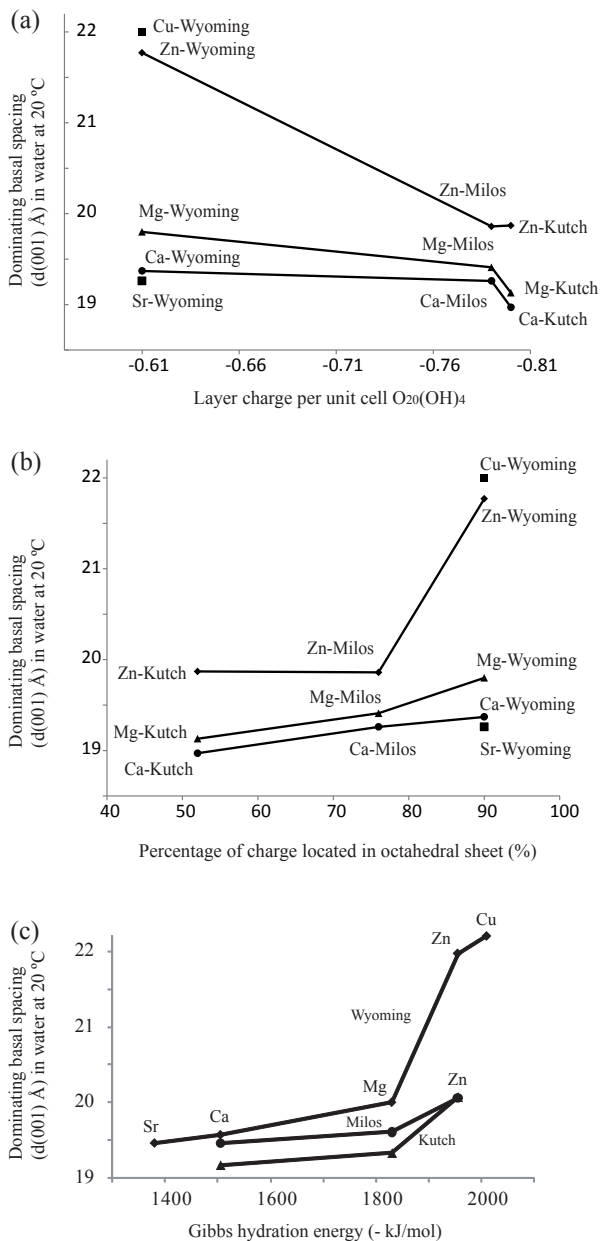 (a)
Dominating basal spacing
(d(001) Å) in water at 20 ºC
22
21
20
19
Cu-Wyoming
Zn-Wyoming
Zn-Milos
Zn-Kutch
Mg-Wyoming
Mg-Milos
Ca-Wyoming
Mg-Kutch
Sr-Wyoming
Ca-Milos
Ca-Kutch
-0.61 -0.66 -0.71 -0.76 -0.81
Layer charge per unit cell O20(OH)4
(b)
Dominating basal spacing
(d(001) Å) in water at 20 ºC
22
21
20
19
Cu-Wyoming
Zn-Wyoming
Zn-Milos
Zn-Kutch
Mg-Wyoming
Mg-Milos
Ca-Wyoming
Mg-Kutch
Ca-Milos
Sr-Wyoming
Ca-Kutch
40 50 60 70 80 90 100
Percentage of charge located in octahedral sheet (%)
(c)
Dominating basal spacing
(d(001) Å) in water at 20 ºC
22
21
20
19
Cu
Zn
Wyoming
Mg
Zn
Sr
Ca
Milos
Kutch
1400 1600 1800 2000
Gibbs hydration energy (- kJ/mol)